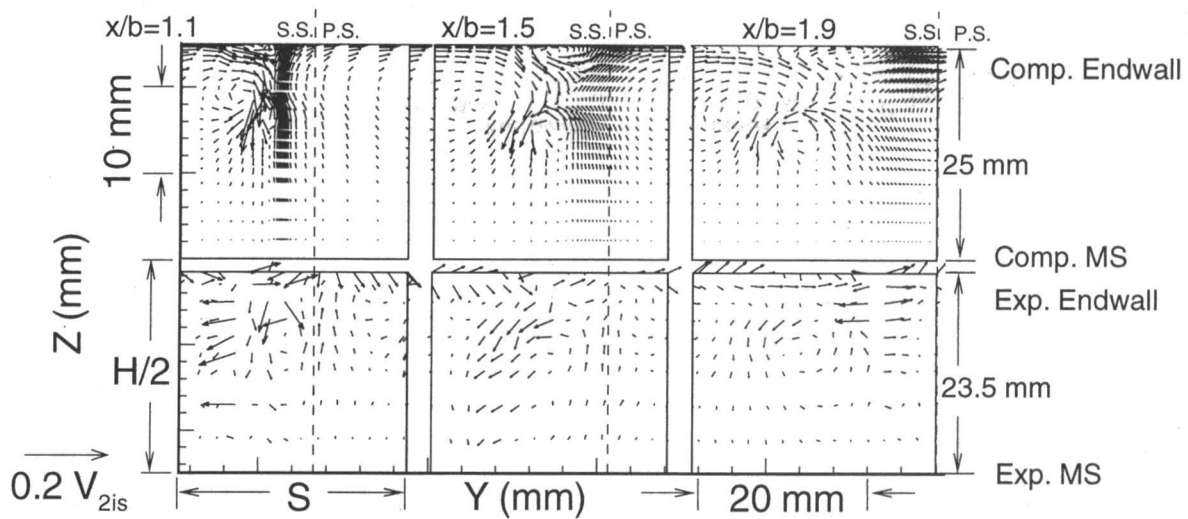 x/b=1.1 S.S. P.S. x/b=1.5 S.S. P.S. x/b=1.9 S.S. P.S.
Comp. Endwall
10 mm
25 mm
Z (mm)
Comp. MS
Exp. Endwall
H/2
23.5 mm
0.2 V2is
Exp. MS
S Y (mm) 20 mm